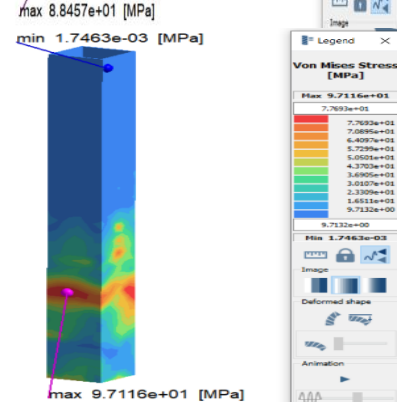 max 8.8457e+01 [MPa]
min 1.7463e-03 [MPa]
Image
Legend
Von Mises Stress
[MPa]
Max 9.7116e+01
7.7693e+01
7.7693e+01
7.0895e+01
6.4097e+01
5.7299e+01
5.0501e+01
4.3703e+01
3.6905e+01
3.0107e+01
2.3309e+01
1.6511e+01
9.7132e+00
9.7132e+00
Min 1.7463e-03
Image
Deformed shape
Animation
max 9.7116e+01 [MPa]